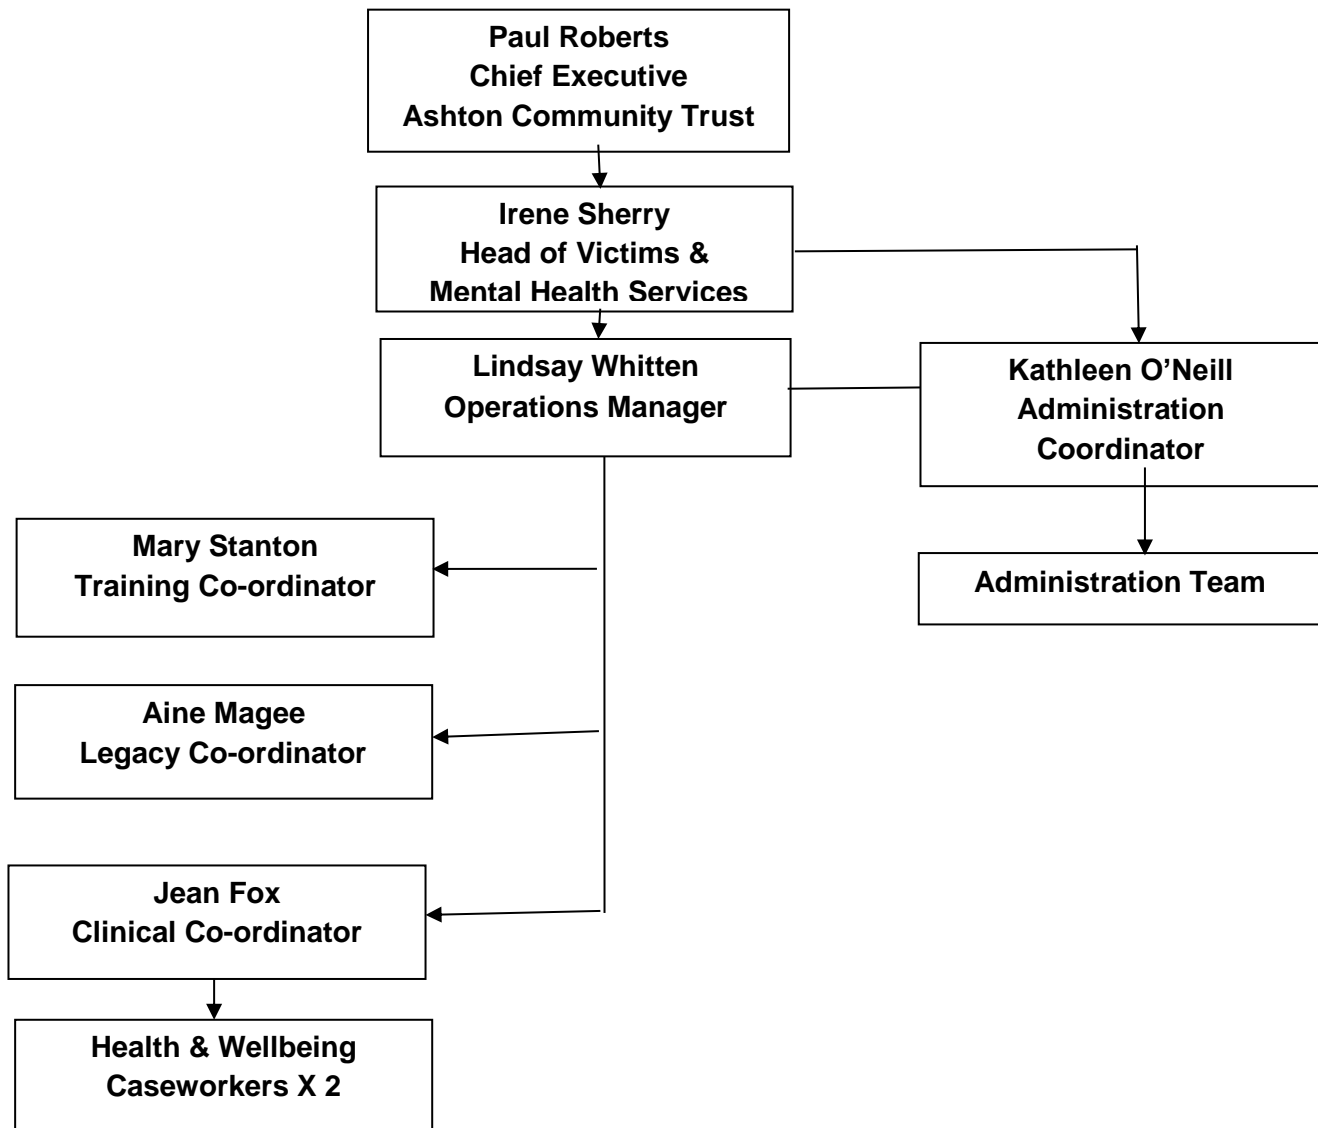 Paul Roberts
Chief Executive
Ashton Community Trust
Irene Sherry
Head of Victims &
Mental Health Services
Lindsay Whitten
Operations Manager
Kathleen O’Neill
Administration
Coordinator
Mary Stanton
Training Co-ordinator
Administration Team
Aine Magee
Legacy Co-ordinator
Jean Fox
Clinical Co-ordinator
Health & Wellbeing
Caseworkers X 2